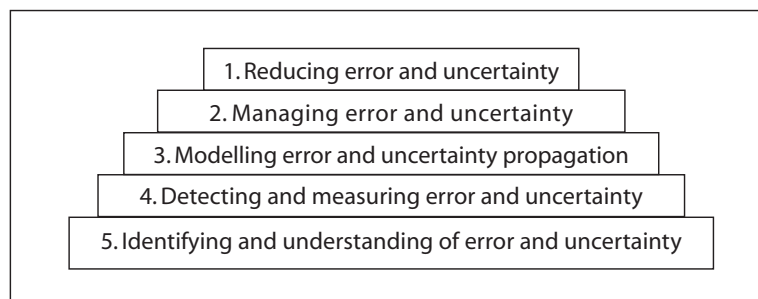 1. Reducing error and uncertainty
2. Managing error and uncertainty
3. Modelling error and uncertainty propagation
4. Detecting and measuring error and uncertainty
5. Identifying and understanding of error and uncertainty